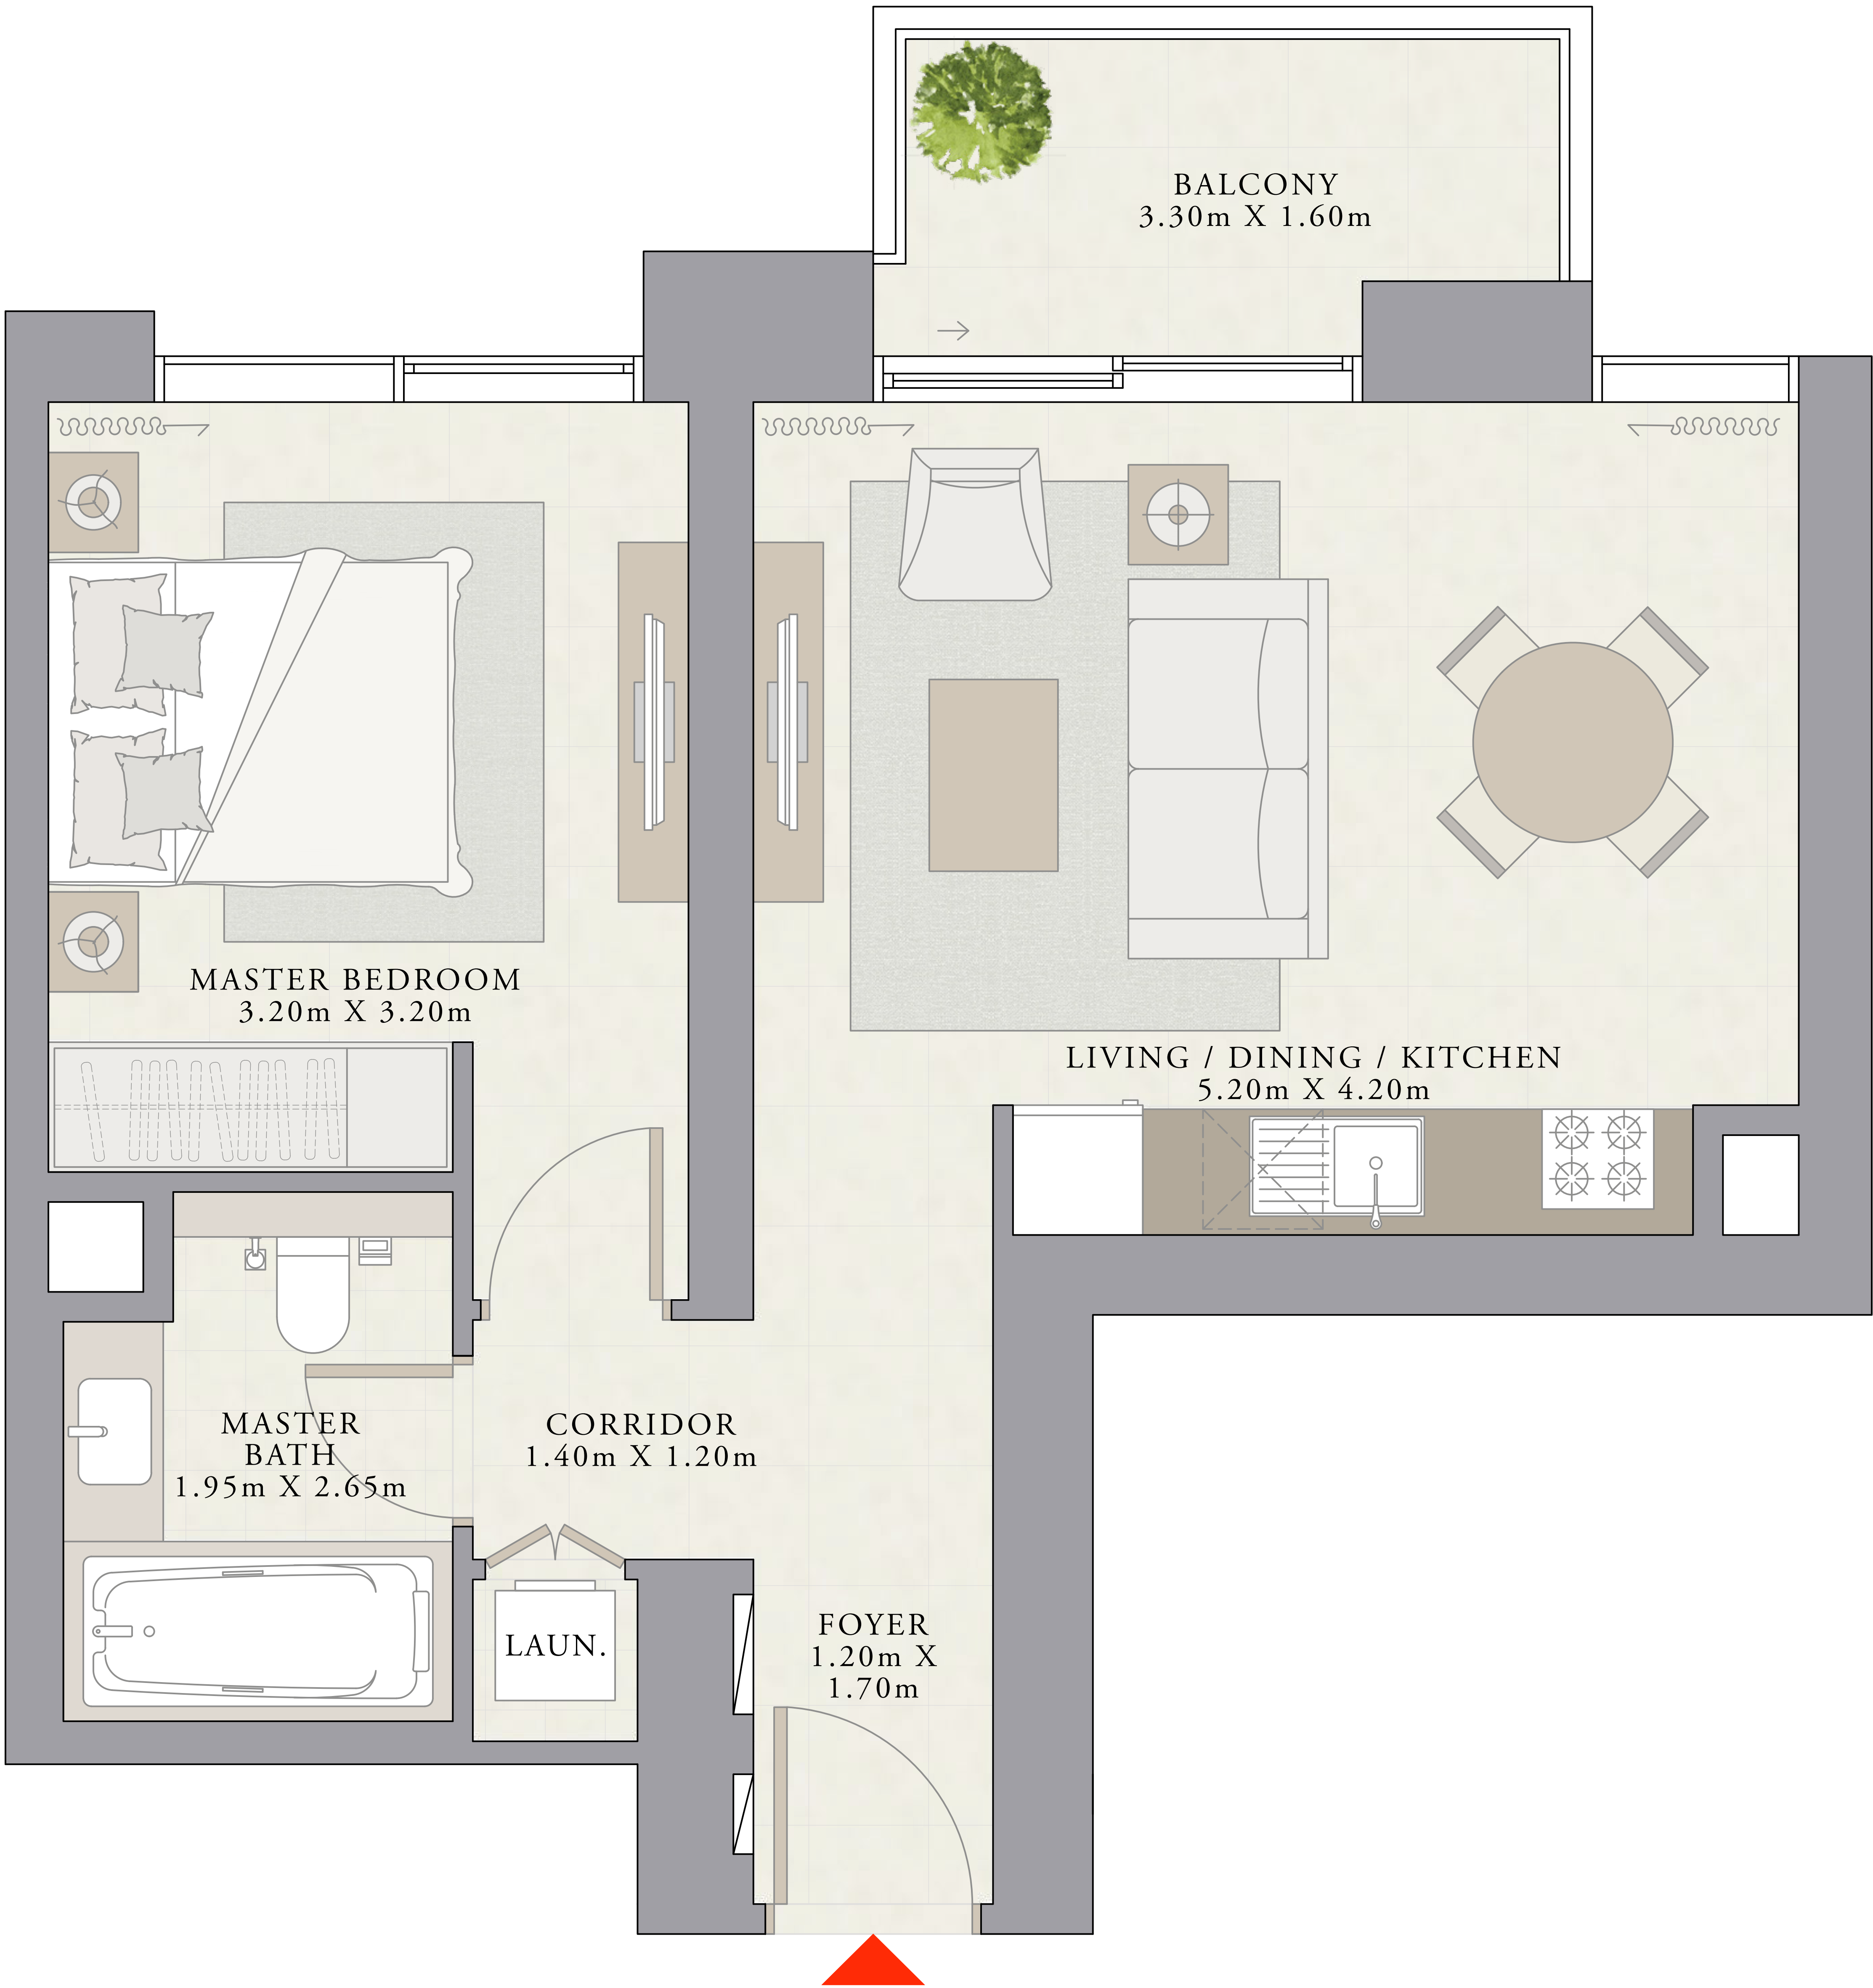 BALCONY
3.30m X 1.60m
MASTER BEDROOM
3.20m X 3.20m
LIVING / DINING / KITCHEN
5.20m X 4.20m
MASTER
BATH
1.95m X 2.65m
CORRIDOR
1.40m X 1.20m
LAUN.
FOYER
1.20m X
1.70m